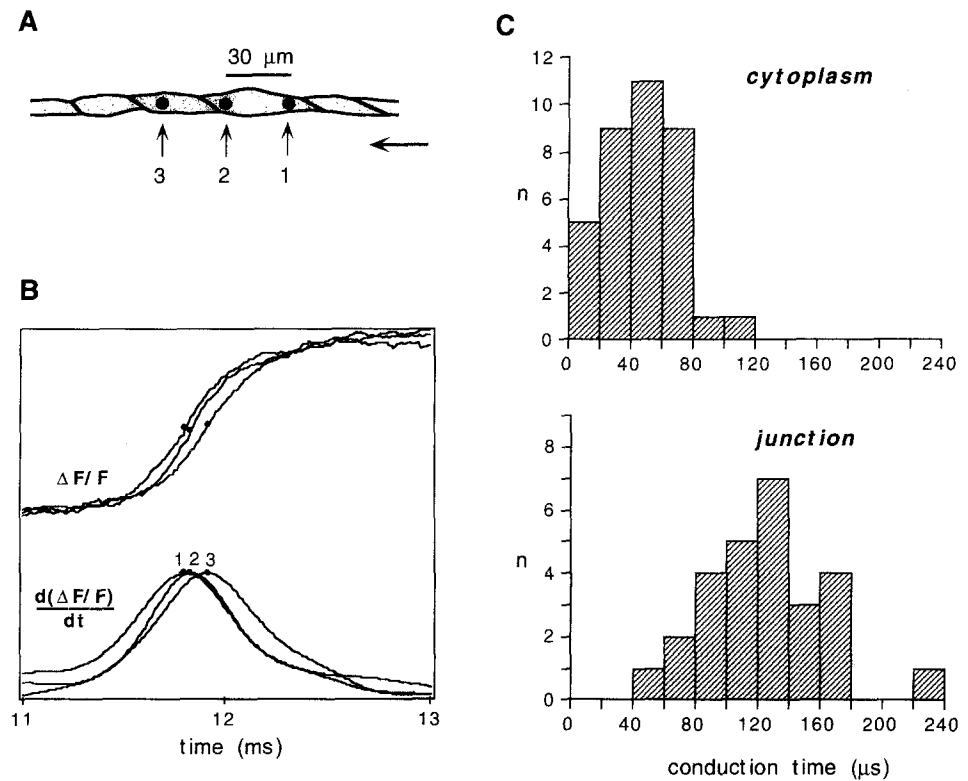 A
30 μm
3 2 1
B
ΔF/F
1 2 3
d(ΔF/F)
dt
11 12 13
time (ms)
C
cytoplasm
12
10
8
6
4
2
0
n
0 40 80 120 160 200 240
junction
8
6
4
2
0
n
0 40 80 120 160 200 240
conduction time (μs)